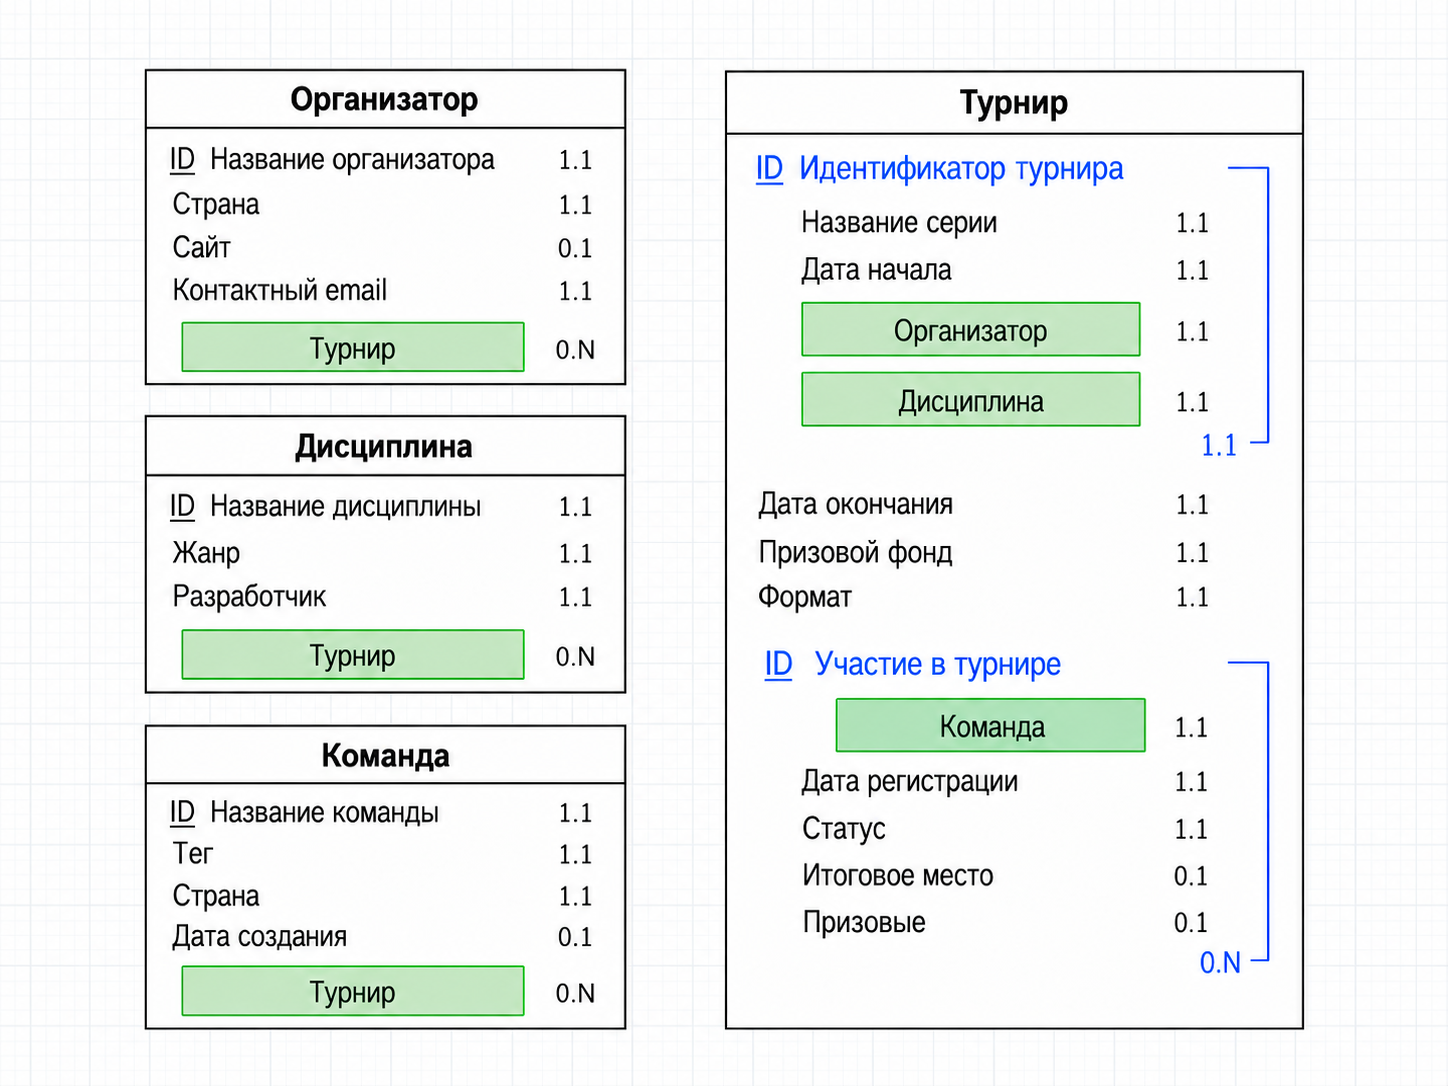 Организатор
ID Название организатора 1.1
Страна 1.1
Сайт 0.1
Контактный email 1.1
Турнир 0.N
Дисциплина
ID Название дисциплины 1.1
Жанр 1.1
Разработчик 1.1
Турнир 0.N
Команда
ID Название команды 1.1
Тег 1.1
Страна 1.1
Дата создания 0.1
Турнир 0.N
Турнир
ID Идентификатор турнира
Название серии 1.1
Дата начала 1.1
Организатор 1.1
Дисциплина 1.1
1.1
Дата окончания 1.1
Призовой фонд 1.1
Формат 1.1
ID Участие в турнире
Команда 1.1
Дата регистрации 1.1
Статус 1.1
Итоговое место 0.1
Призовые 0.1
0.N